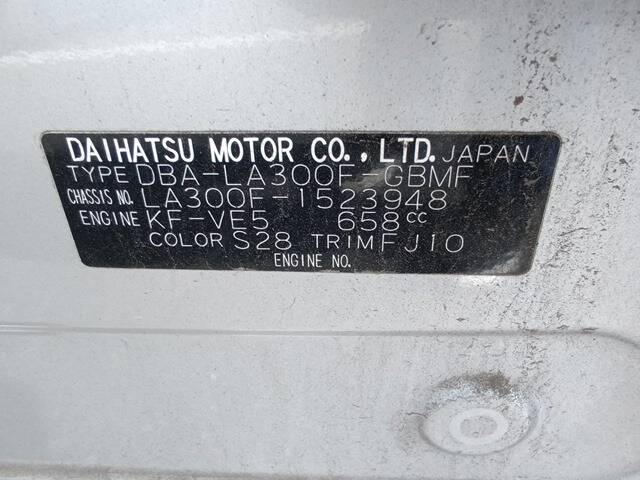 DAIHATSU MOTOR CO., LTD. JAPAN
TYPE DBA-LA300F-GBMF
CHASSIS NO. LA300F-1523948
ENGINE KF-VE5 658cc
COLOR S28 TRIM FJ10
ENGINE NO.